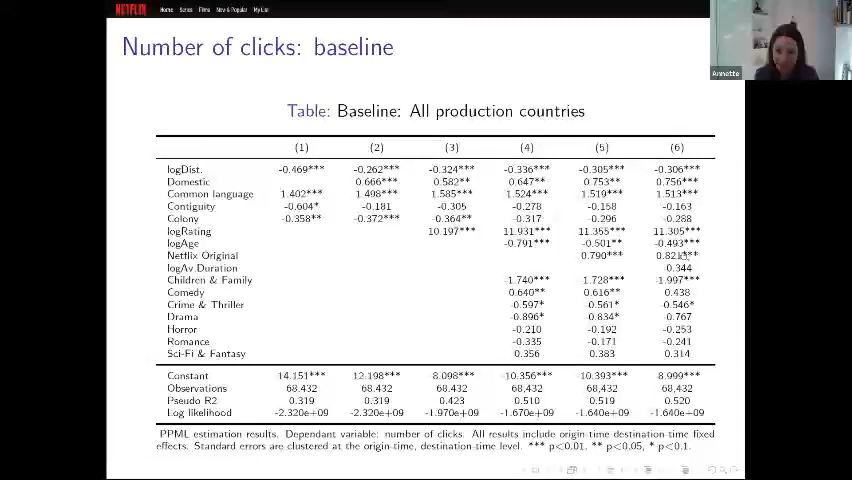 NETFLIX Home Series Films New & Popular My List
Number of clicks: baseline
Annette
Table: Baseline: All production countries
(1) (2) (3) (4) (5) (6)
logDist. -0.469*** -0.262*** -0.324*** -0.336*** -0.305*** -0.306***
Domestic 0.666*** 0.582** 0.647** 0.753** 0.756***
Common language 1.402*** 1.498*** 1.585*** 1.524*** 1.519*** 1.513***
Contiguity -0.604* -0.181 -0.305 -0.278 -0.158 -0.163
Colony -0.358** -0.372*** -0.364** -0.317 -0.296 -0.288
logRating 10.197*** 11.931*** 11.355*** 11.305***
logAge -0.791*** -0.501** -0.493***
Netflix Original 0.790*** 0.821***
logAv.Duration -0.344
Children & Family -1.740*** -1.728*** -1.997***
Comedy 0.640** 0.616** 0.438
Crime & Thriller -0.597* -0.561* -0.546*
Drama -0.896* -0.834* -0.767
Horror -0.210 -0.192 -0.253
Romance -0.335 -0.171 -0.241
Sci-Fi & Fantasy 0.356 0.383 0.314
Constant 14.151*** 12.198*** -8.098*** -10.356*** -10.393*** -8.999***
Observations 68,432 68,432 68,432 68,432 68,432 68,432
Pseudo R2 0.319 0.319 0.423 0.510 0.519 0.520
Log likelihood -2.320e+09 -2.320e+09 -1.970e+09 -1.670e+09 -1.640e+09 -1.640e+09
PPML estimation results. Dependant variable: number of clicks. All results include origin-time destination-time fixed
effects. Standard errors are clustered at the origin-time, destination-time level. *** p<0.01, ** p<0.05, * p<0.1.